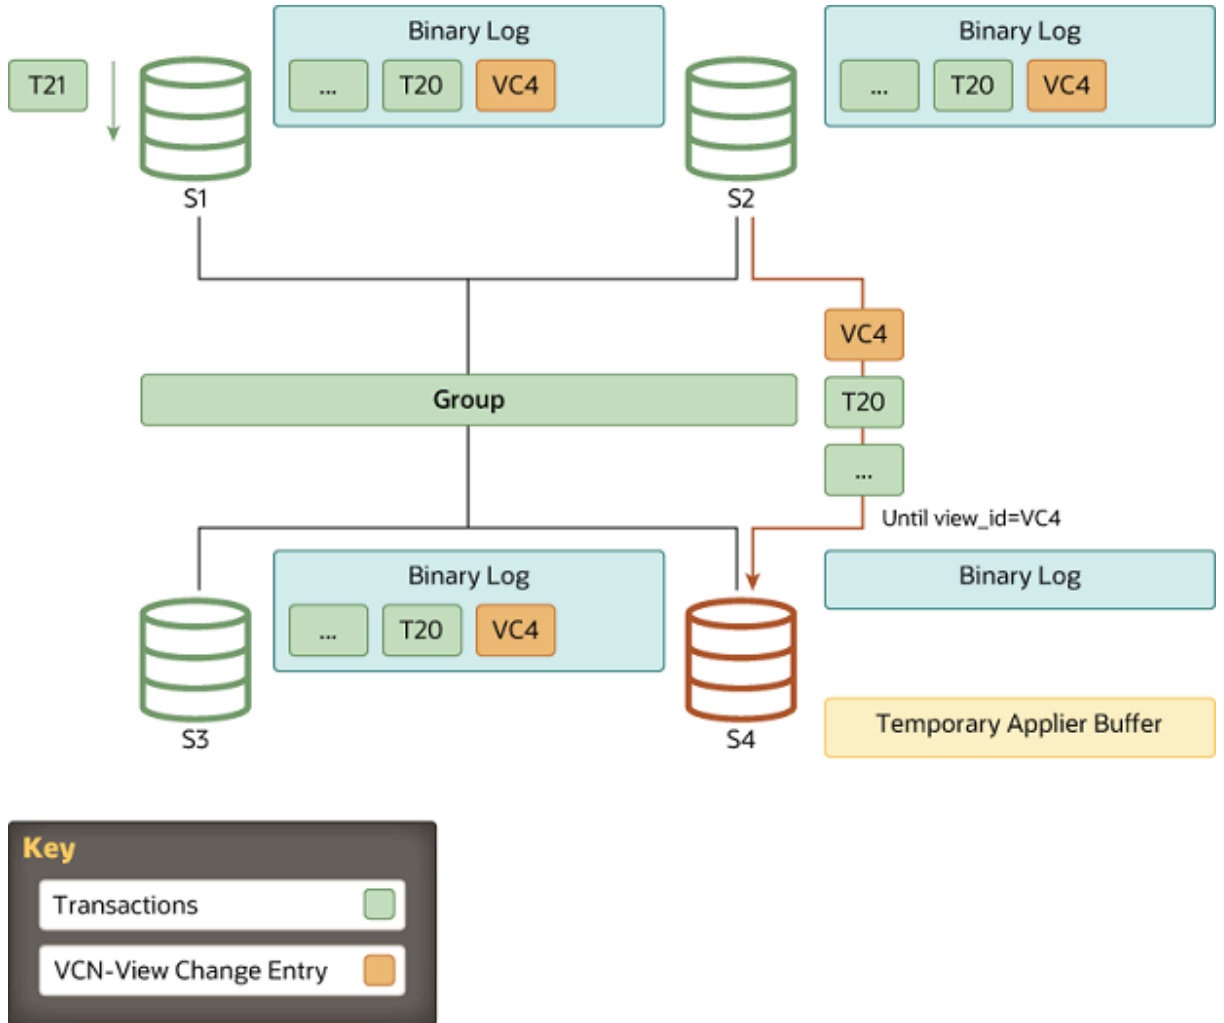 T21
Binary Log
... T20 VC4
S1
Binary Log
... T20 VC4
S2
VC4
T20
...
Until view_id=VC4
Group
Binary Log
... T20 VC4
S3
Binary Log
S4
Temporary Applier Buffer
Key
Transactions
VCN-View Change Entry